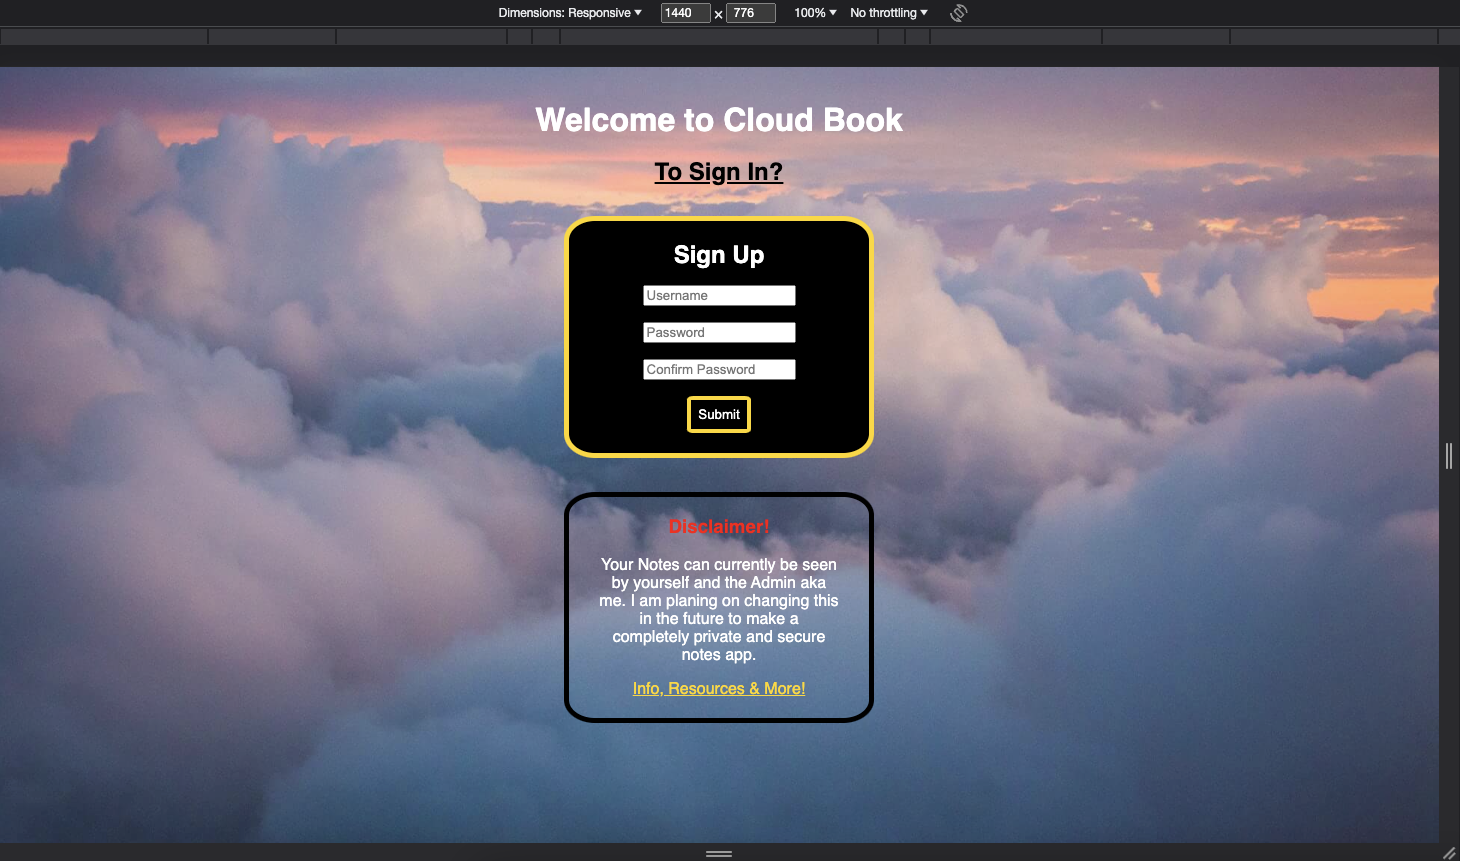 Dimensions: Responsive 1440 × 776 100% No throttling
Welcome to Cloud Book
To Sign In?
Sign Up
Username
Password
Confirm Password
Submit
Disclaimer!
Your Notes can currently be seen
by yourself and the Admin aka
me. I am planing on changing this
in the future to make a
completely private and secure
notes app.
Info, Resources & More!